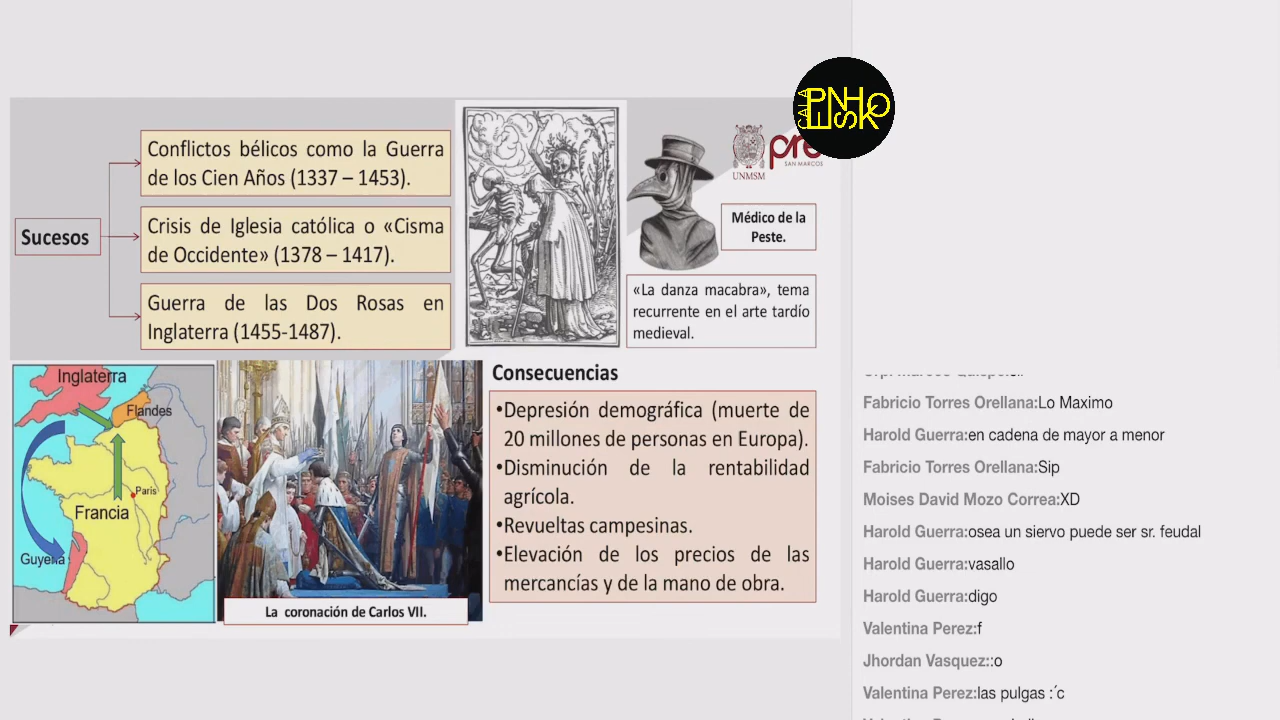 CALA
PENHO
ESK
pre
SAN MARCOS
UNMSM
Sucesos
Conflictos bélicos como la Guerra
de los Cien Años (1337 – 1453).
Crisis de Iglesia católica o «Cisma
de Occidente» (1378 – 1417).
Guerra de las Dos Rosas en
Inglaterra (1455-1487).
Médico de la
Peste.
«La danza macabra», tema
recurrente en el arte tardío
medieval.
Inglaterra
Flandes
Paris
Francia
Guyena
La coronación de Carlos VII.
Consecuencias
•Depresión demográfica (muerte de
20 millones de personas en Europa).
•Disminución de la rentabilidad
agrícola.
•Revueltas campesinas.
•Elevación de los precios de las
mercancías y de la mano de obra.
Fabricio Torres Orellana:Lo Maximo
Harold Guerra:en cadena de mayor a menor
Fabricio Torres Orellana:Sip
Moises David Mozo Correa:XD
Harold Guerra:osea un siervo puede ser sr. feudal
Harold Guerra:vasallo
Harold Guerra:digo
Valentina Perez:f
Jhordan Vasquez::o
Valentina Perez:las pulgas :´c